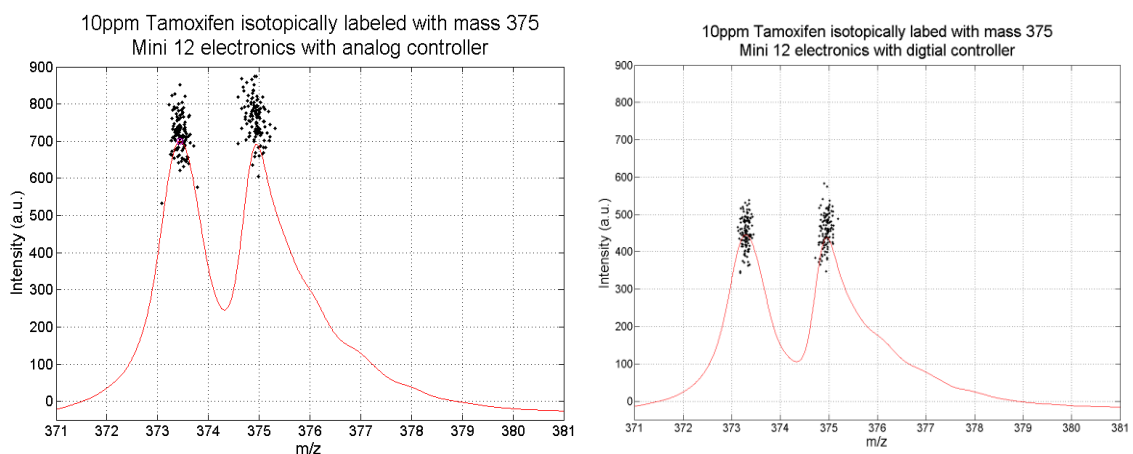 10ppm Tamoxifen isotopically labeled with mass 375
Mini 12 electronics with analog controller
900
800
700
600
500
400
300
200
100
0
Intensity (a.u.)
371 372 373 374 375 376 377 378 379 380 381
m/z
10ppm Tamoxifen isotopically labed with mass 375
Mini 12 electronics with digtial controller
900
800
700
600
500
400
300
200
100
0
Intensity (a.u.)
371 372 373 374 375 376 377 378 379 380 381
m/z